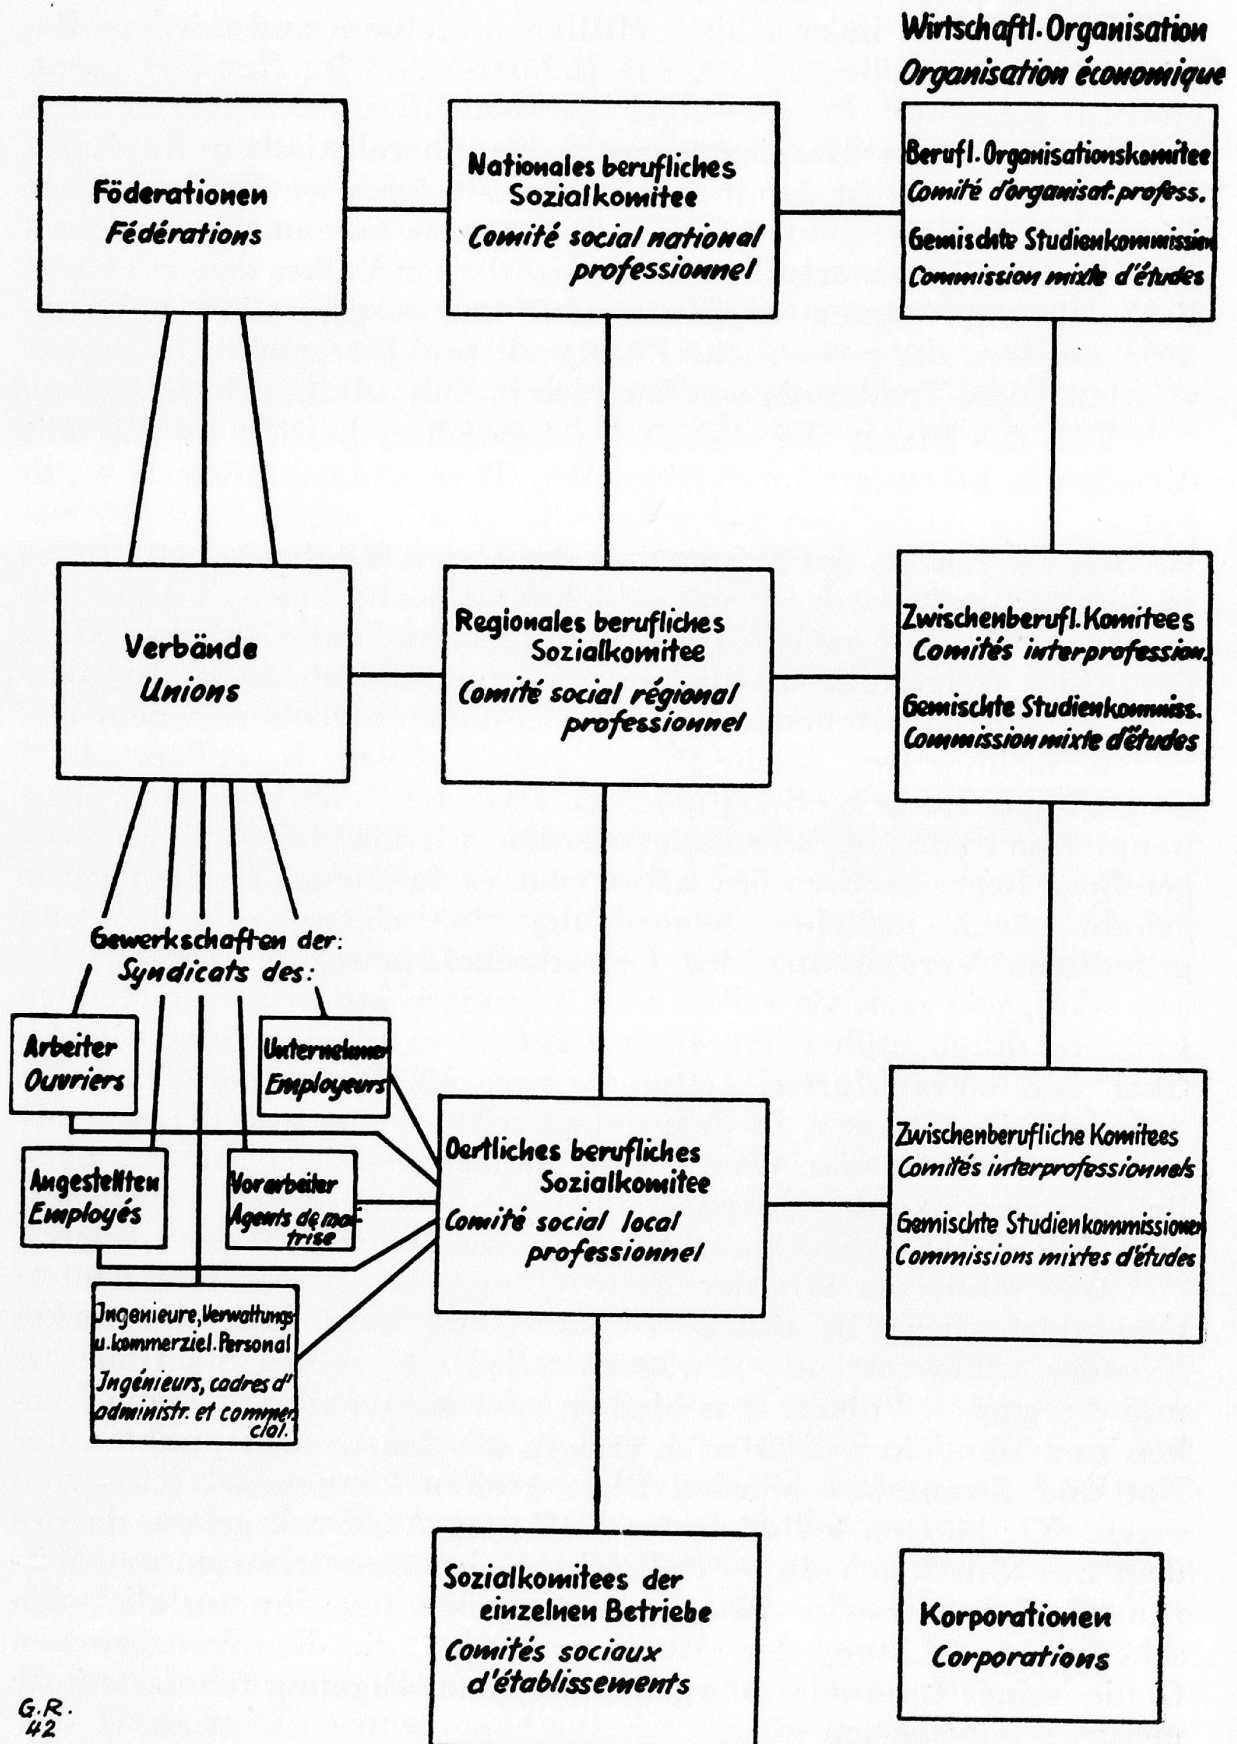 Wirtschaftl. Organisation
Organisation économique
Föderationen
Fédérations
Nationales berufliches
Sozialkomitee
Comité social national
professionnel
Berufl. Organisationskomitee
Comité d'organisat. profess.
Gemischte Studienkommission
Commission mixte d'études
Verbände
Unions
Regionales berufliches
Sozialkomitee
Comité social régional
professionnel
Zwischenberufl. Komitees
Comités interprofession.
Gemischte Studienkommiss.
Commission mixte d'études
Gewerkschaften der:
Syndicats des:
Arbeiter
Ouvriers
Unternehmer
Employeurs
Angestellten
Employés
Vorarbeiter
Agents de maî-
trise
Ingenieure, Verwaltungs-
u. kommerziel. Personal
Ingénieurs, cadres d'
administr. et commer
cial.
Oertliches berufliches
Sozialkomitee
Comité social local
professionnel
Zwischenberufliche Komitees
Comités interprofessionnels
Gemischte Studienkommissionen
Commissions mixtes d'études
Sozialkomitees der
einzelnen Betriebe
Comités sociaux
d'établissements
Korporationen
Corporations
G.R.
42